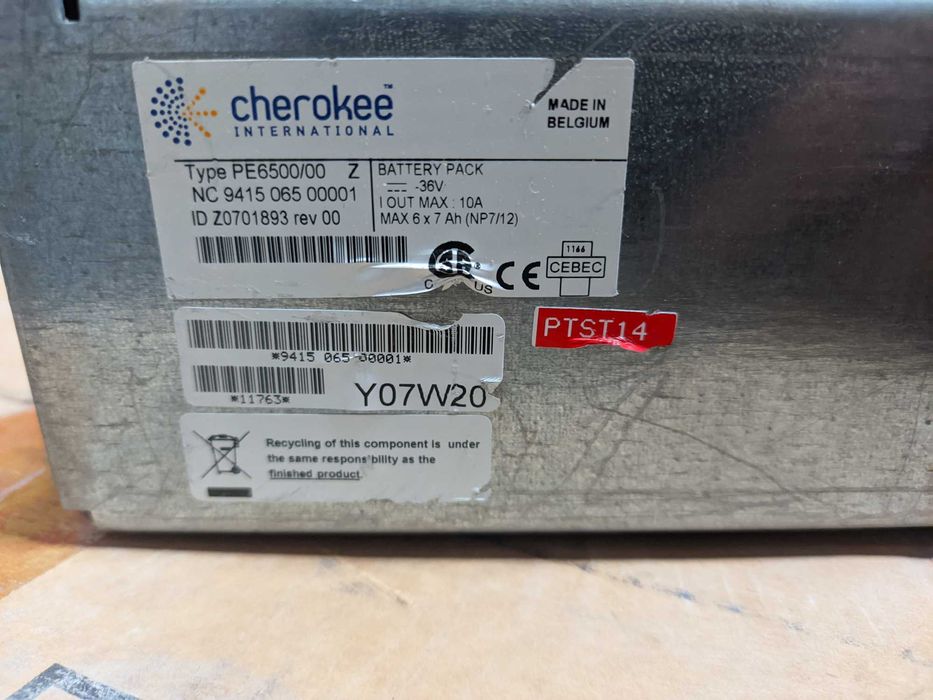 cherokee™
INTERNATIONAL
MADE IN
BELGIUM
Type PE6500/00 Z
NC 9415 065 00001
ID Z0701893 rev 00
BATTERY PACK
-36V
I OUT MAX : 10A
MAX 6 x 7 Ah (NP7/12)
C US
CE
1166
CEBEC
PTST14
*9415 065 00001*
*11763*
Y07W20
Recycling of this component is under
the same responsibility as the
finished product.